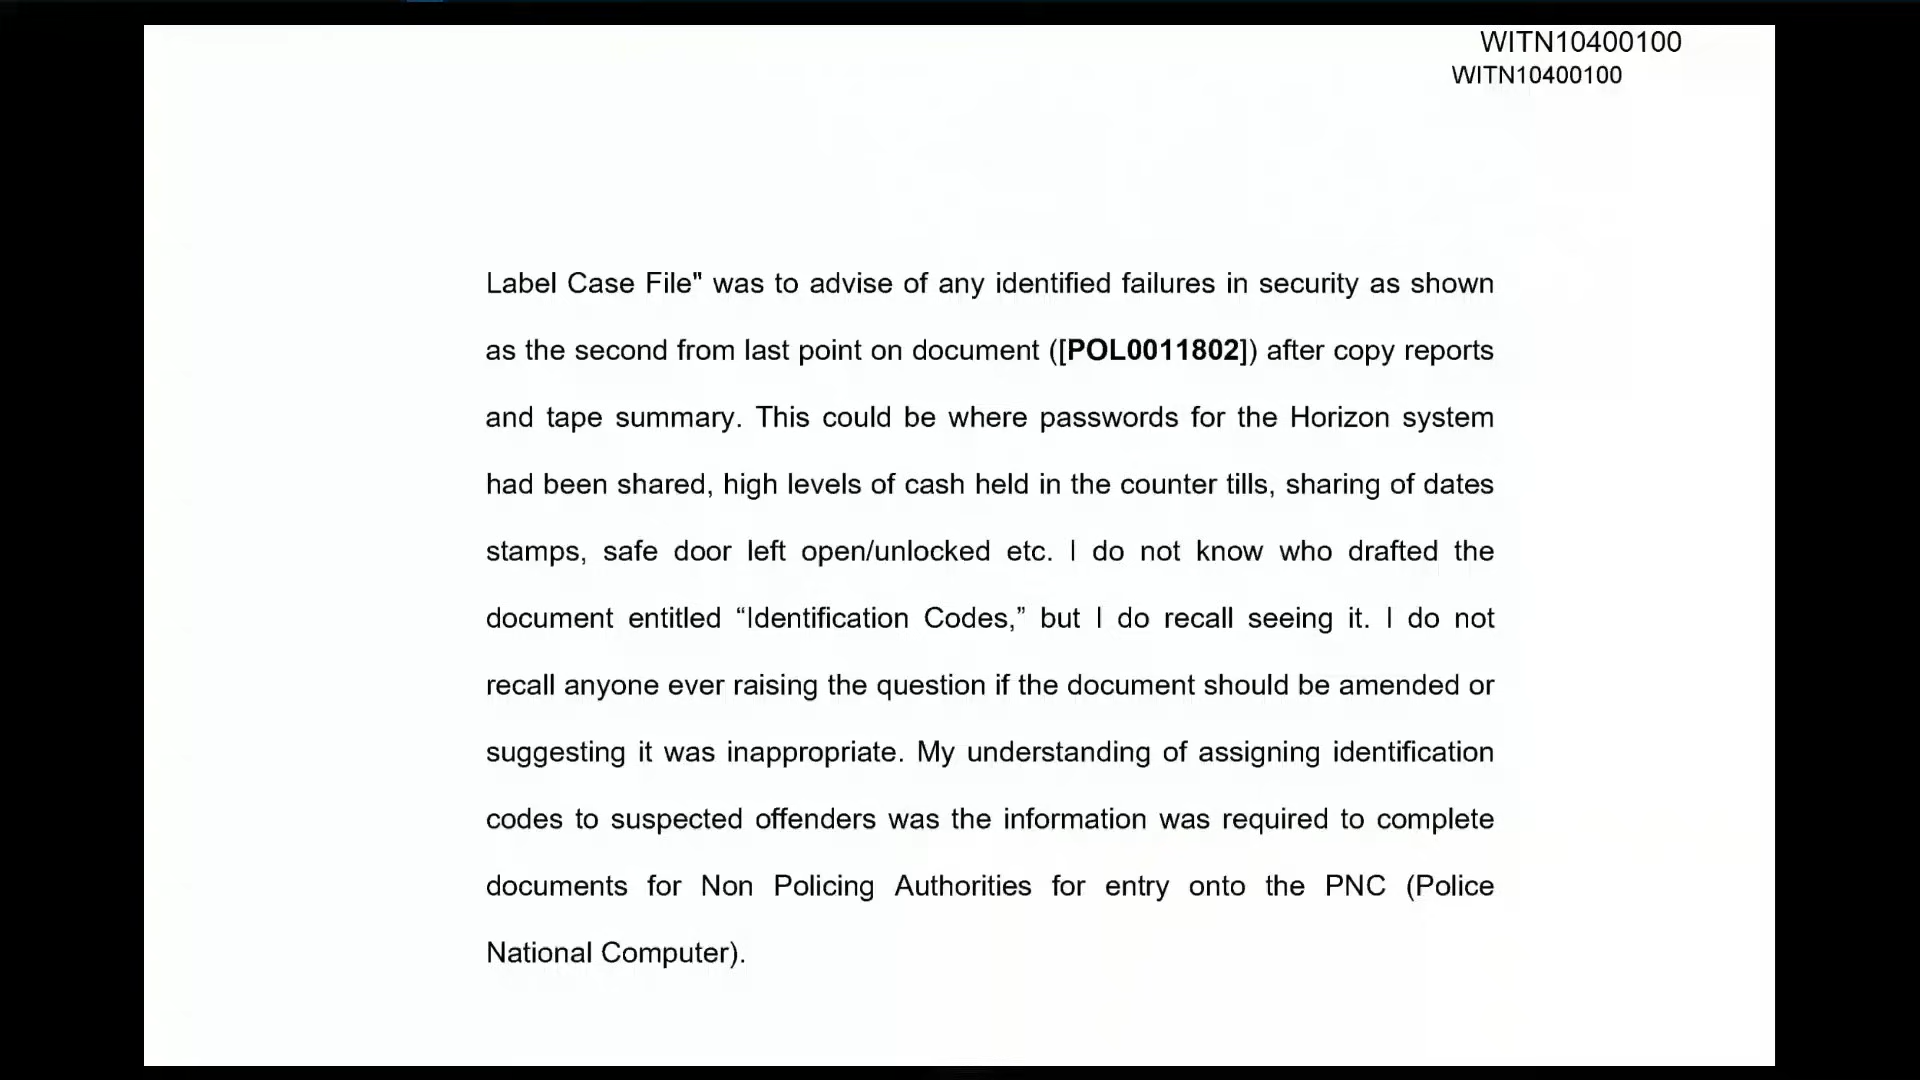 WITN10400100
WITN10400100
Label Case File" was to advise of any identified failures in security as shown
as the second from last point on document ([POL0011802]) after copy reports
and tape summary. This could be where passwords for the Horizon system
had been shared, high levels of cash held in the counter tills, sharing of dates
stamps, safe door left open/unlocked etc. I do not know who drafted the
document entitled “Identification Codes,” but I do recall seeing it. I do not
recall anyone ever raising the question if the document should be amended or
suggesting it was inappropriate. My understanding of assigning identification
codes to suspected offenders was the information was required to complete
documents for Non Policing Authorities for entry onto the PNC (Police
National Computer).